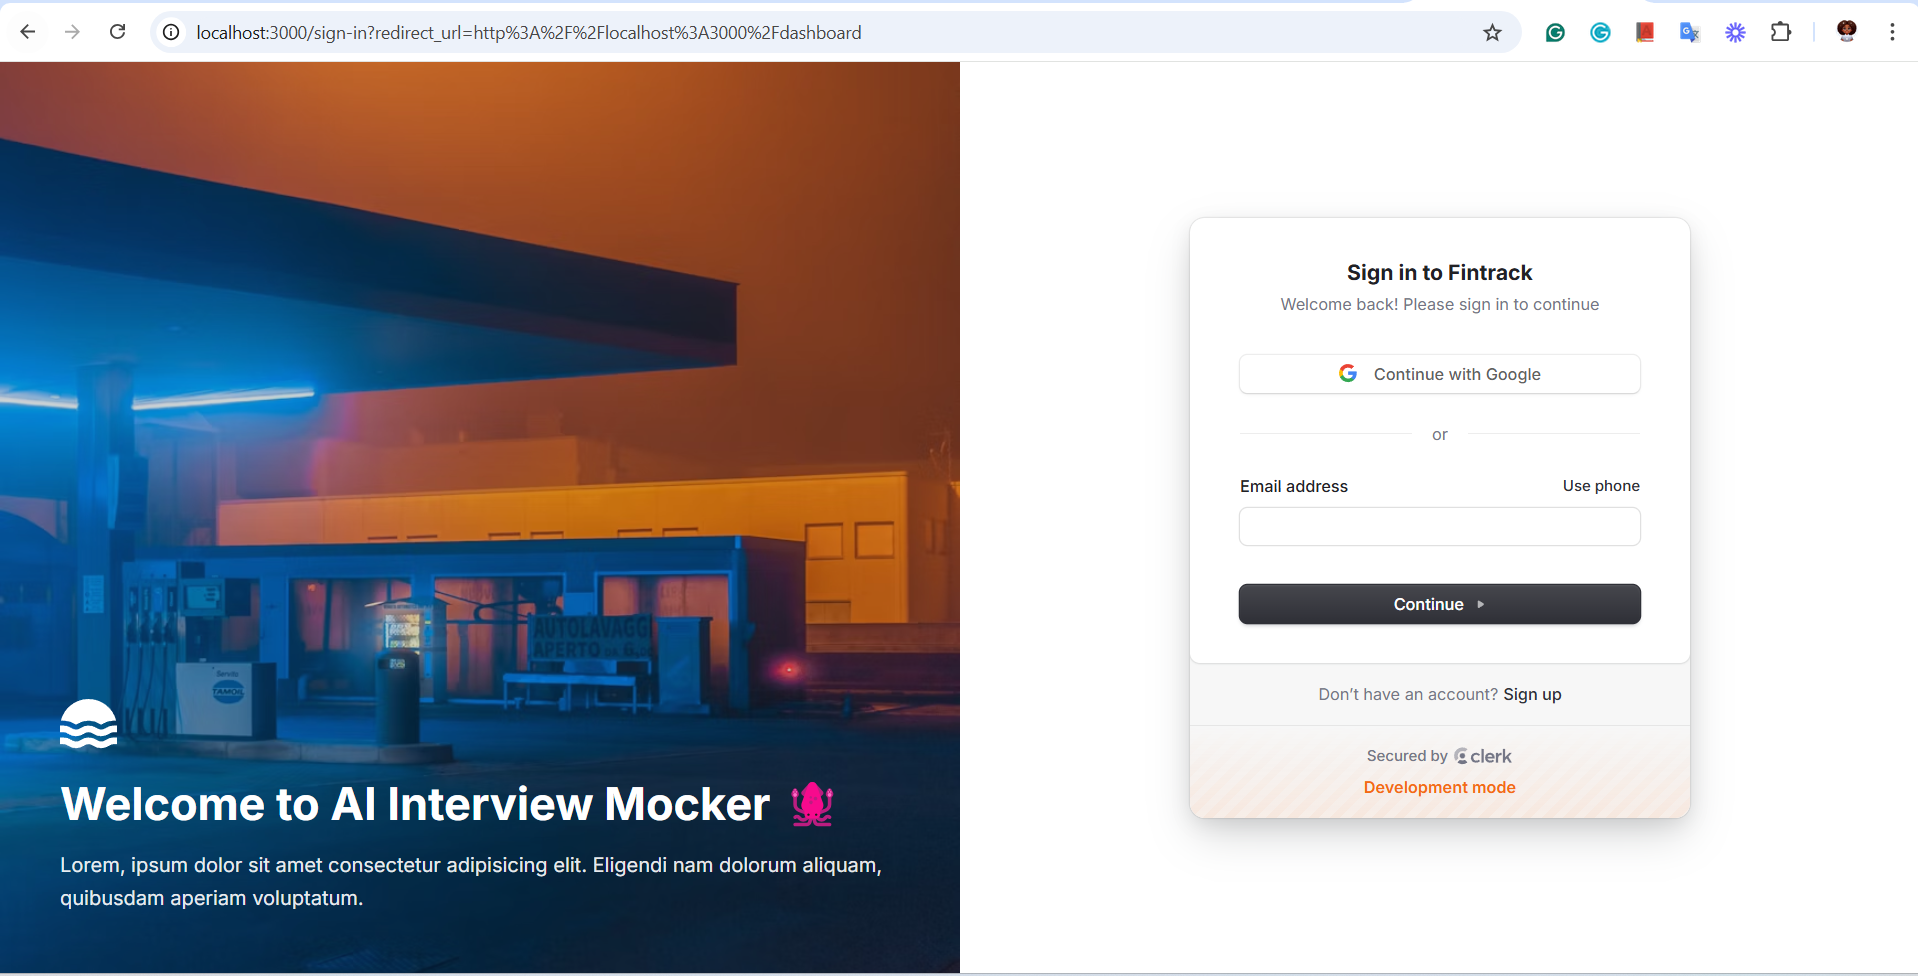 localhost:3000/sign-in?redirect_url=http%3A%2F%2Flocalhost%3A3000%2Fdashboard
AUTOLAVAGGI
APERTO
Servito
TAMOIL
Welcome to AI Interview Mocker
Lorem, ipsum dolor sit amet consectetur adipisicing elit. Eligendi nam dolorum aliquam,
quibusdam aperiam voluptatum.
Sign in to Fintrack
Welcome back! Please sign in to continue
Continue with Google
or
Email address Use phone
Continue
Don’t have an account? Sign up
Secured by clerk
Development mode